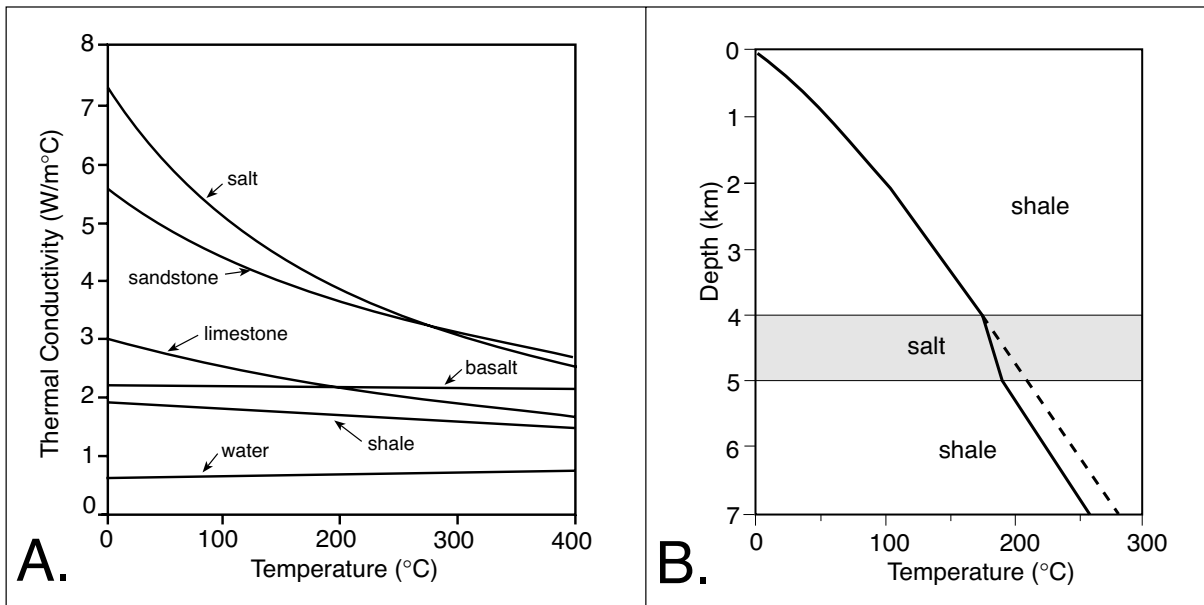 8
7
6
5
4
3
2
1
0
Thermal Conductivity (W/m°C)
salt
sandstone
limestone
basalt
shale
water
0 100 200 300 400
Temperature (°C)
A.
0
1
2
3
4
5
6
7
Depth (km)
shale
salt
shale
0 100 200 300
Temperature (°C)
B.